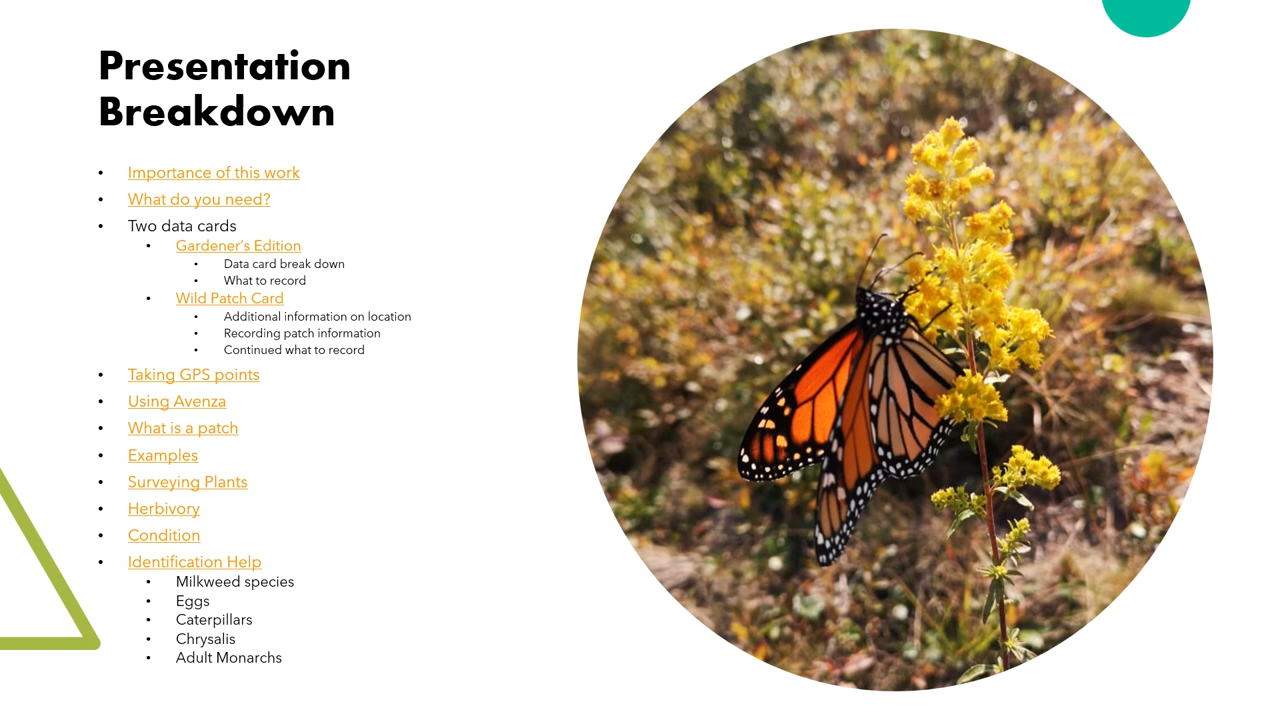 Presentation
Breakdown
• Importance of this work
• What do you need?
• Two data cards
• Gardener's Edition
• Data card break down
• What to record
• Wild Patch Card
• Additional information on location
• Recording patch information
• Continued what to record
• Taking GPS points
• Using Avenza
• What is a patch
• Examples
• Surveying Plants
• Herbivory
• Condition
• Identification Help
• Milkweed species
• Eggs
• Caterpillars
• Chrysalis
• Adult Monarchs